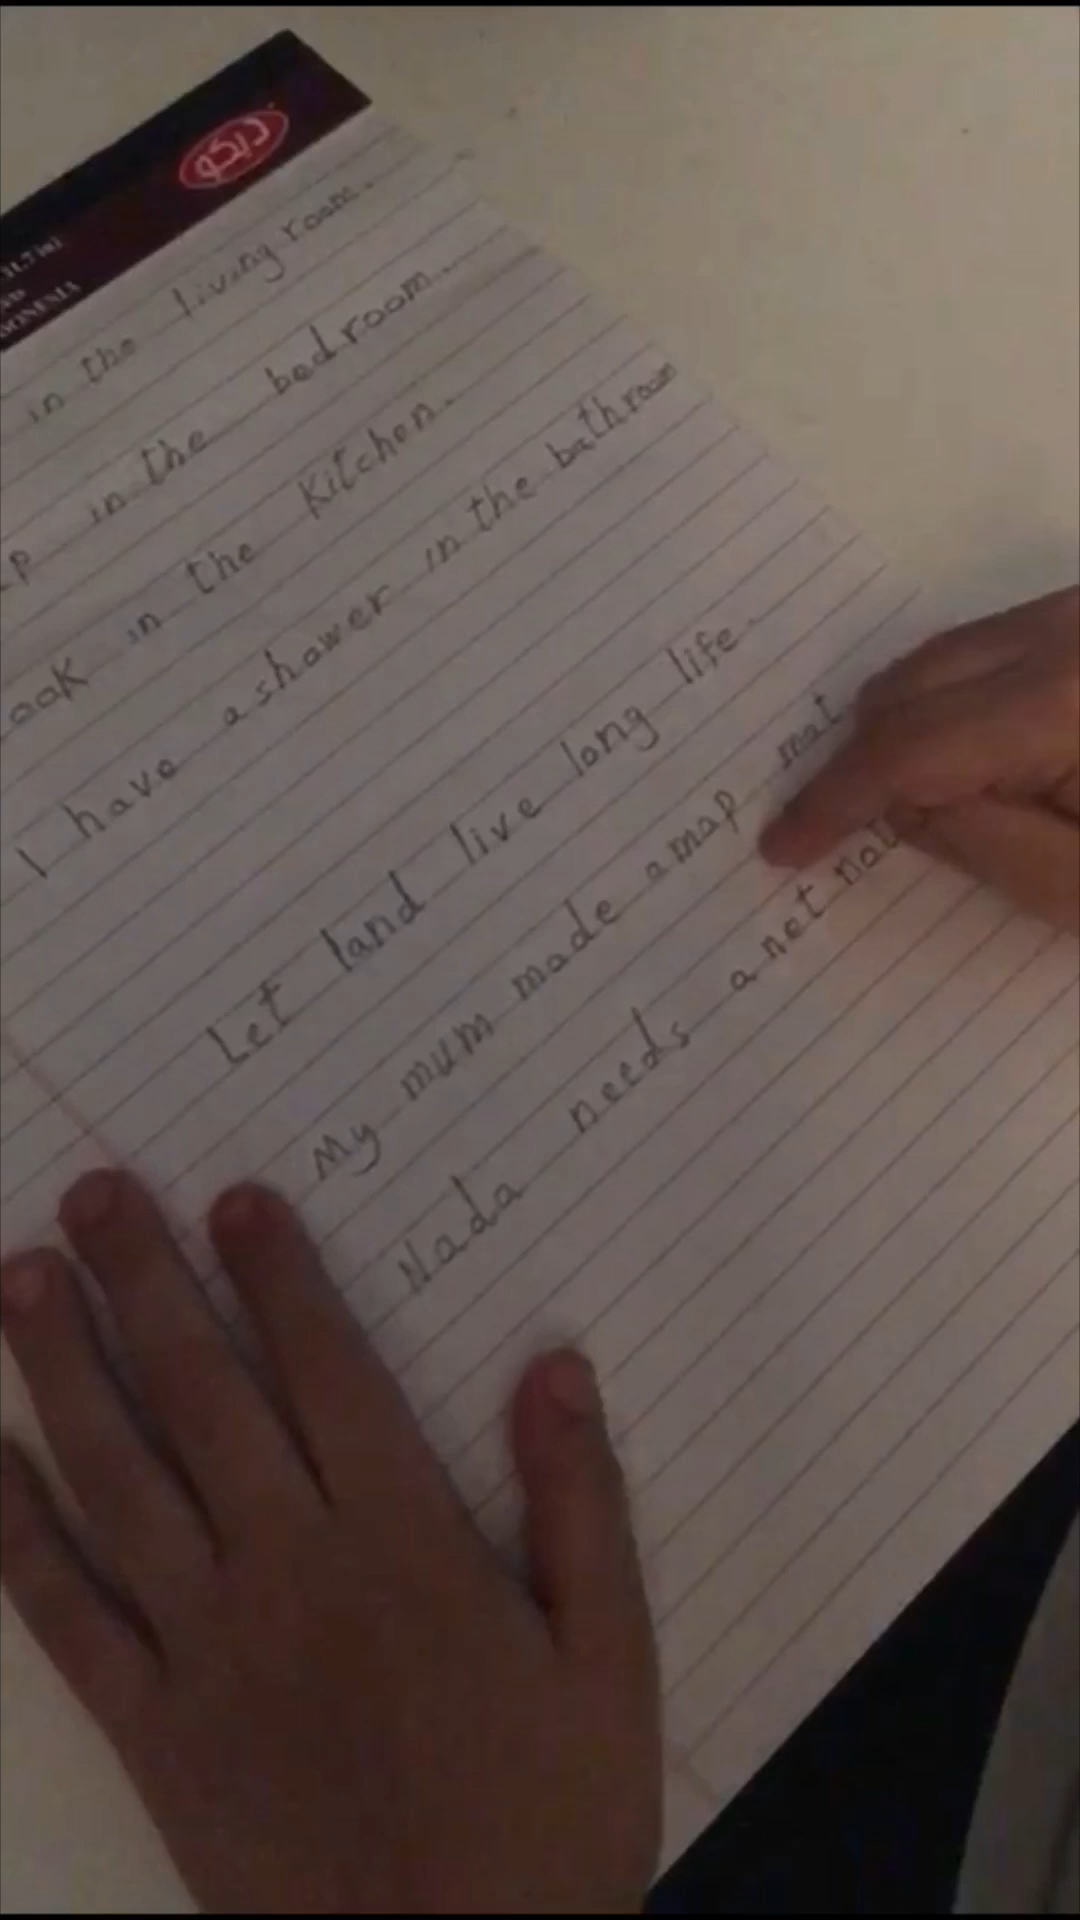 ريكو
in the living room.
in the bedroom.
in the kitchen.
I have a shower in the bathroom
Let land live long life.
My mum made a map mat
Nada needs a net